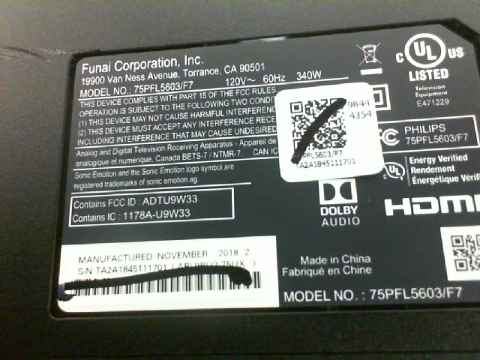 Funai Corporation, Inc.
19900 Van Ness Avenue, Torrance, CA 90501
MODEL NO.: 75PFL5603/F7 120V~ 60Hz 340W
THIS DEVICE COMPLIES WITH PART 15 OF THE FCC RULES
OPERATION IS SUBJECT TO THE FOLLOWING TWO CONDIT
(1) THIS DEVICE MAY NOT CAUSE HARMFUL INTERFERENCE
(2) THIS DEVICE MUST ACCEPT ANY INTERFERENCE RECE
INCLUDING INTERFERENCE THAT MAY CAUSE UNDESIRED
Analog and Digital Television Receiving Apparatus - Appareil de
analogique et numérique, Canada BETS-7 / NTMR-7. CAN IC
Sonic Emotion and the Sonic Emotion logo symbol are
registered trademarks of sonic emotion ag.
Contains FCC ID : ADTU9W33
Contains IC : 1178A-U9W33
MANUFACTURED NOVEMBER 2018 2
S/N TA2A1845111701
0844
4354
PFL5603/F7
A2A1845111701
DOLBY
AUDIO
C UL US
LISTED
Television
Equipment
E471229
PHILIPS
75PFL5603/F7
Energy Verified
Rendement
Énergétique Vérifié
HDMI
Made in China
Fabriqué en Chine
MODEL NO. : 75PFL5603/F7